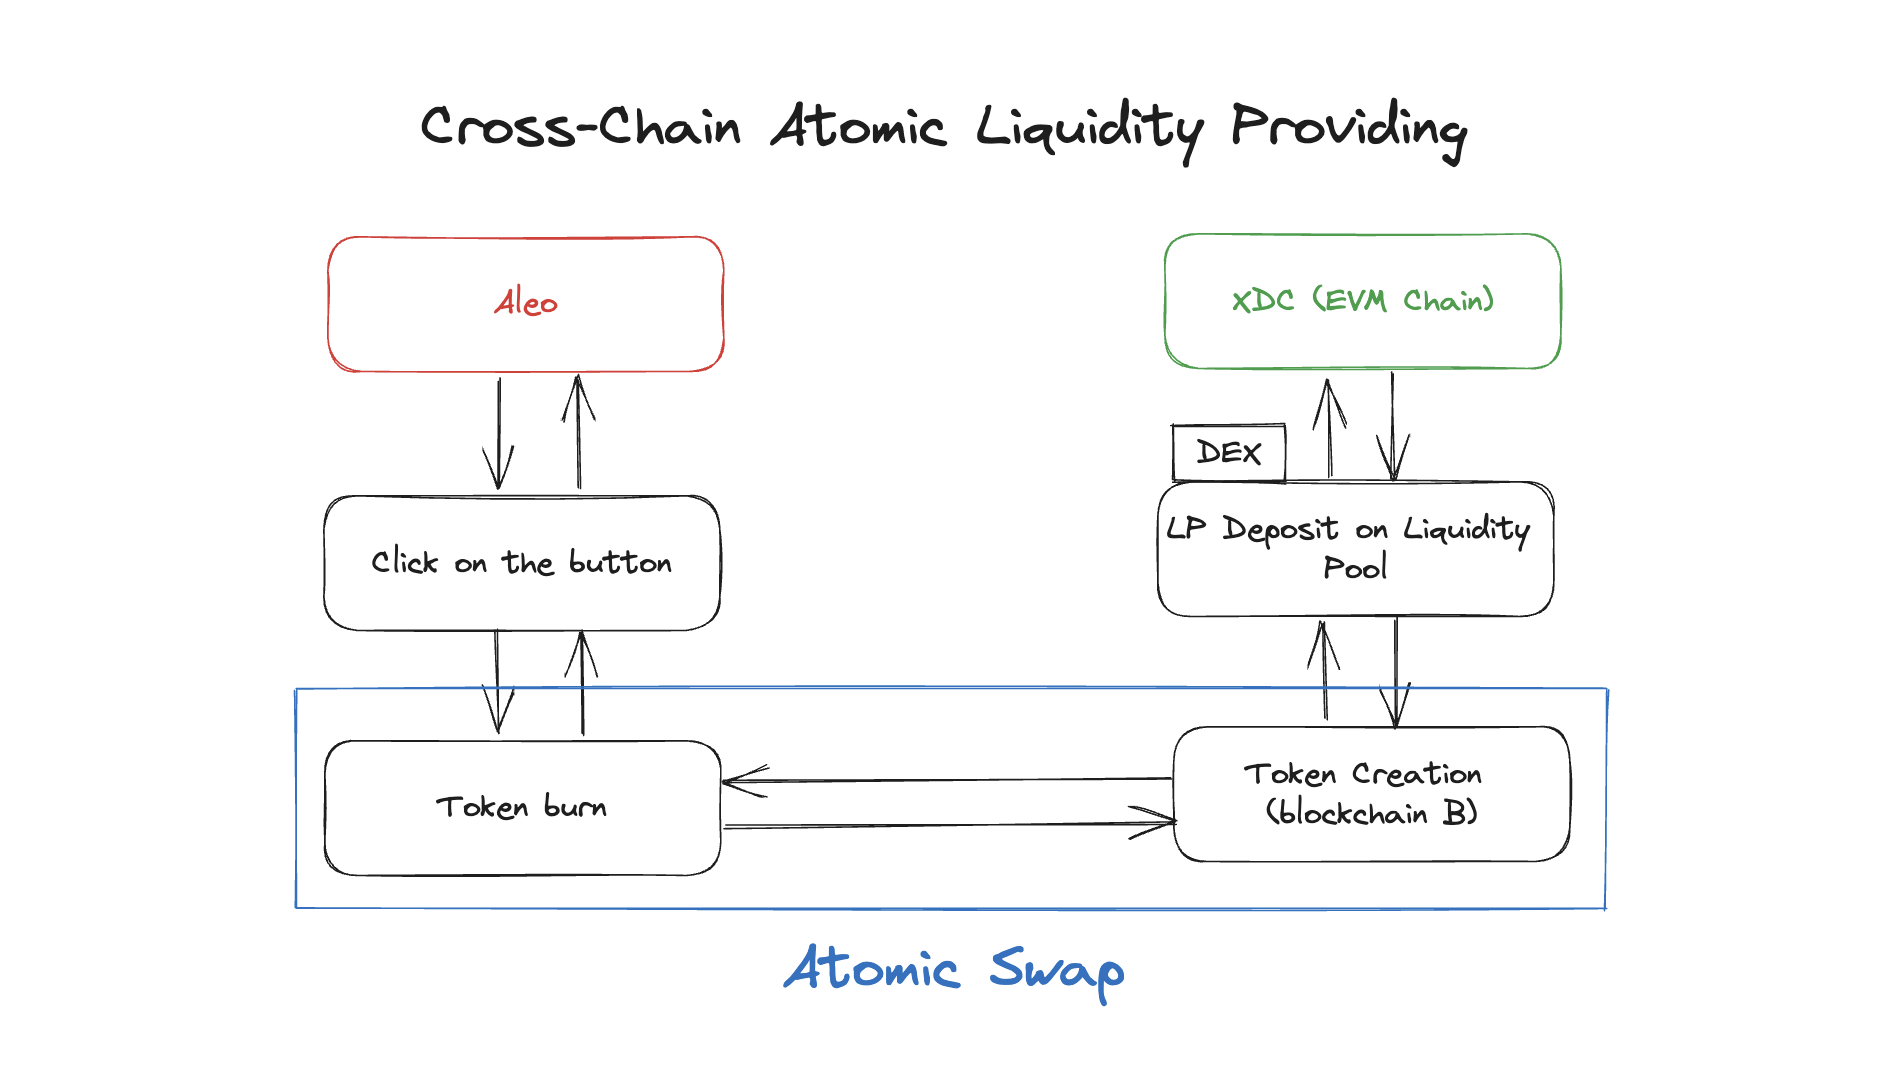 Cross-Chain Atomic Liquidity Providing
Aleo
XDC (EVM Chain)
DEX
Click on the button
LP Deposit on Liquidity
Pool
Token burn
Token Creation
(blockchain B)
Atomic Swap